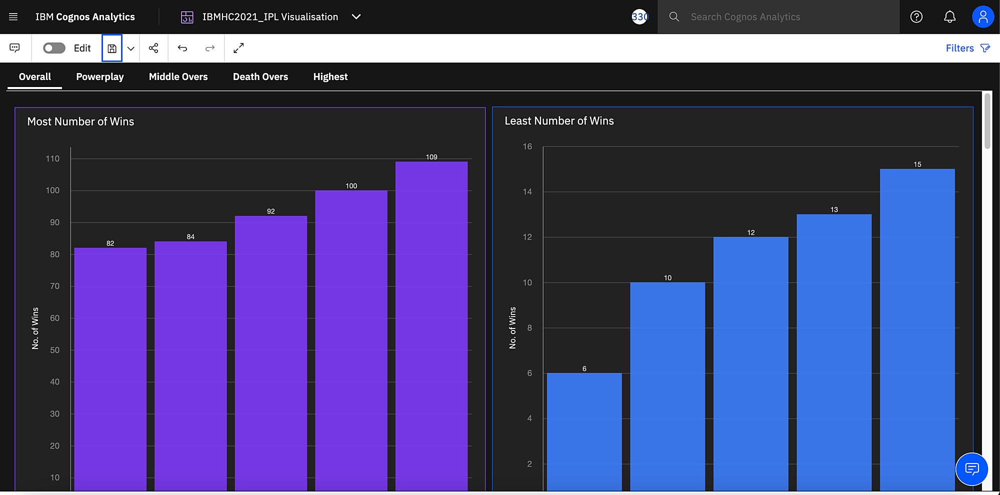 IBM Cognos Analytics
IBMHC2021_IPL Visualisation
330
Search Cognos Analytics
Edit
Filters
Overall
Powerplay
Middle Overs
Death Overs
Highest
Most Number of Wins
110
100
90
80
70
60
50
40
30
20
10
No. of Wins
82
84
92
100
109
Least Number of Wins
16
14
12
10
8
6
4
2
No. of Wins
6
10
12
13
15